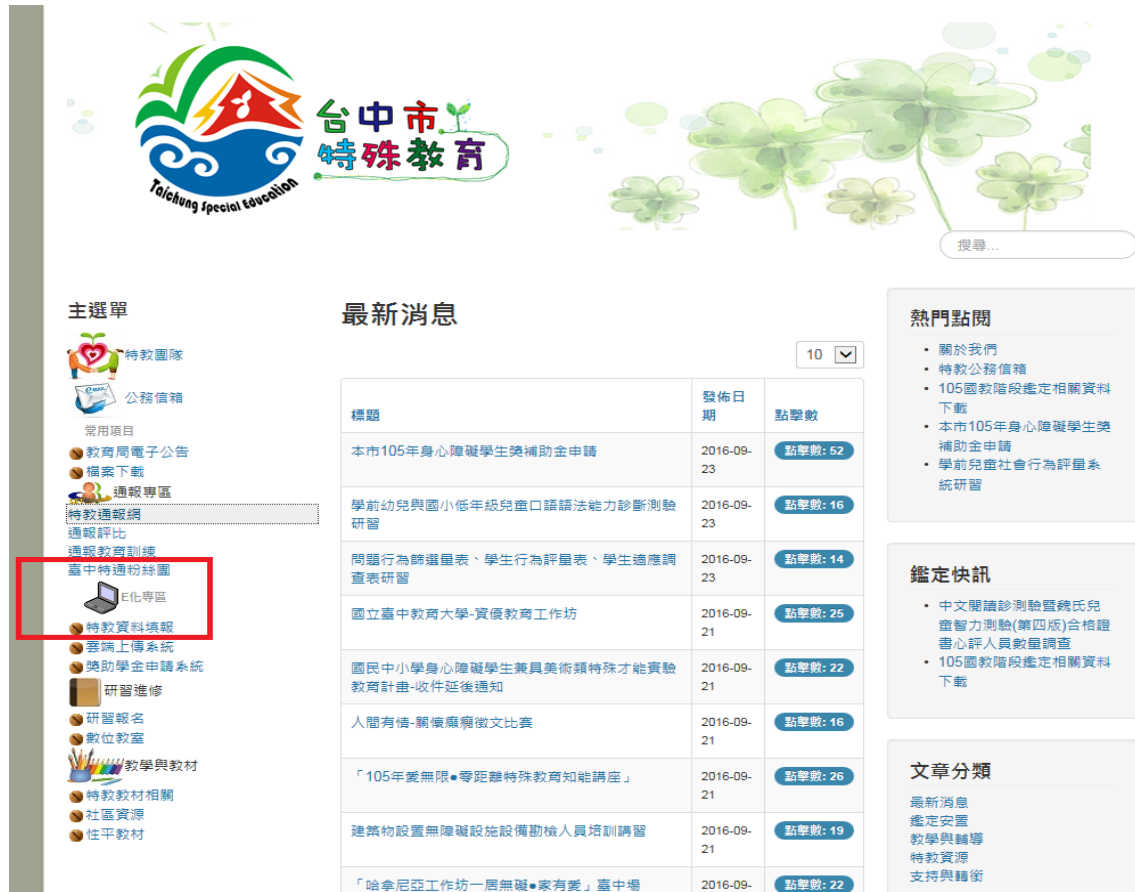 台中市
特殊教育
Taichung Special Education
搜尋...
主選單
特教團隊
公務信箱
常用項目
教育局電子公告
檔案下載
通報專區
特教通報網
通報評比
通報教育訓練
臺中特通粉絲團
E化專區
特教資料填報
雲端上傳系統
獎助學金申請系統
研習進修
研習報名
數位教室
教學與教材
特教教材相關
社區資源
性平教材
最新消息
10
標題
發佈日
期
點擊數
本市105年身心障礙學生獎補助金申請
2016-09-
23
點擊數: 52
學前幼兒與國小低年級兒童口語語法能力診斷測驗
研習
2016-09-
23
點擊數: 16
問題行為篩選量表、學生行為評量表、學生適應調
查表研習
2016-09-
23
點擊數: 14
國立臺中教育大學-資優教育工作坊
2016-09-
21
點擊數: 25
國民中小學身心障礙學生兼具美術類特殊才能實驗
教育計畫-收件延後通知
2016-09-
21
點擊數: 22
人間有情-關懷癲癇徵文比賽
2016-09-
21
點擊數: 16
「105年愛無限●零距離特殊教育知能講座」
2016-09-
21
點擊數: 26
建築物設置無障礙設施設備勘檢人員培訓講習
2016-09-
21
點擊數: 19
「哈拿尼亞工作坊一居無礙●家有愛」臺中場
2016-09-
點擊數: 22
熱門點閱
關於我們
特教公務信箱
105國教階段鑑定相關資料
下載
本市105年身心障礙學生獎
補助金申請
學前兒童社會行為評量系
統研習
鑑定快訊
中文閱讀診測驗暨魏氏兒
童智力測驗(第四版)合格證
書心評人員數量調查
105國教階段鑑定相關資料
下載
文章分類
最新消息
鑑定安置
教學與輔導
特教資源
支持與轉銜